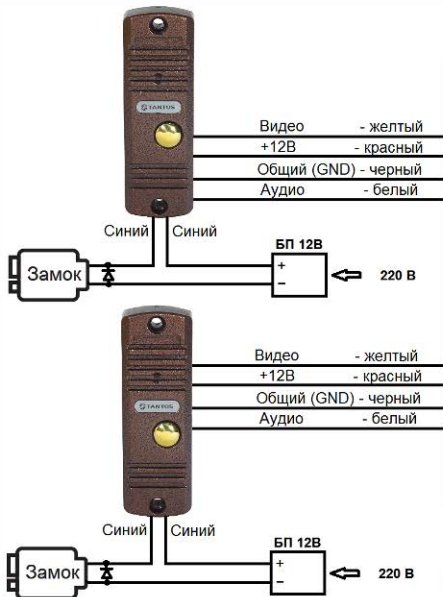 TANTOS
Видео - желтый
+12В - красный
Общий (GND) - черный
Аудио - белый
Синий Синий
БП 12В
Замок + 220 В
−
TANTOS
Видео - желтый
+12В - красный
Общий (GND) - черный
Аудио - белый
Синий Синий
БП 12В
Замок + 220 В
−